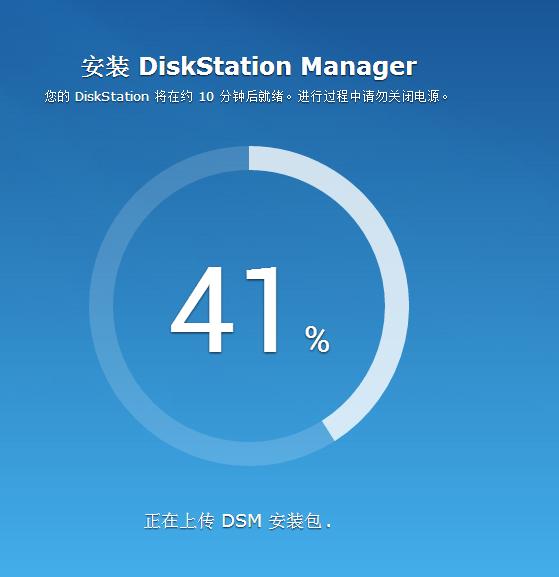 安装 DiskStation Manager
您的 DiskStation 将在约 10 分钟后就绪。进行过程中请勿关闭电源。
41 %
正在上传 DSM 安装包 .